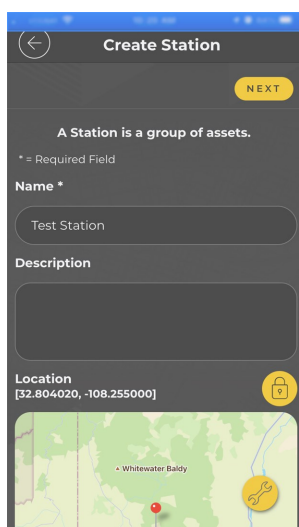 Create Station
NEXT
A Station is a group of assets.
* = Required Field
Name *
Test Station
Description
Location
[32.804020, -108.255000]
Whitewater Baldy